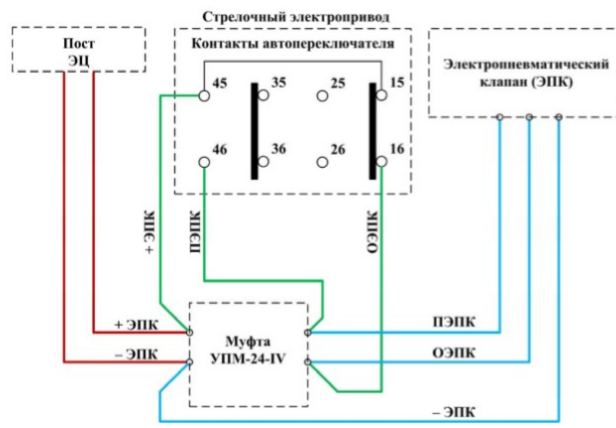 Стрелочный электропривод
Пост
ЭЦ
Контакты автопереключателя
Электропневматический
клапан (ЭПК)
45
35
25
15
46
36
26
16
+ ЭПК
ПЭПК
ОЭПК
+ ЭПК
– ЭПК
Муфта
УПМ-24-IV
ПЭПК
ОЭПК
– ЭПК